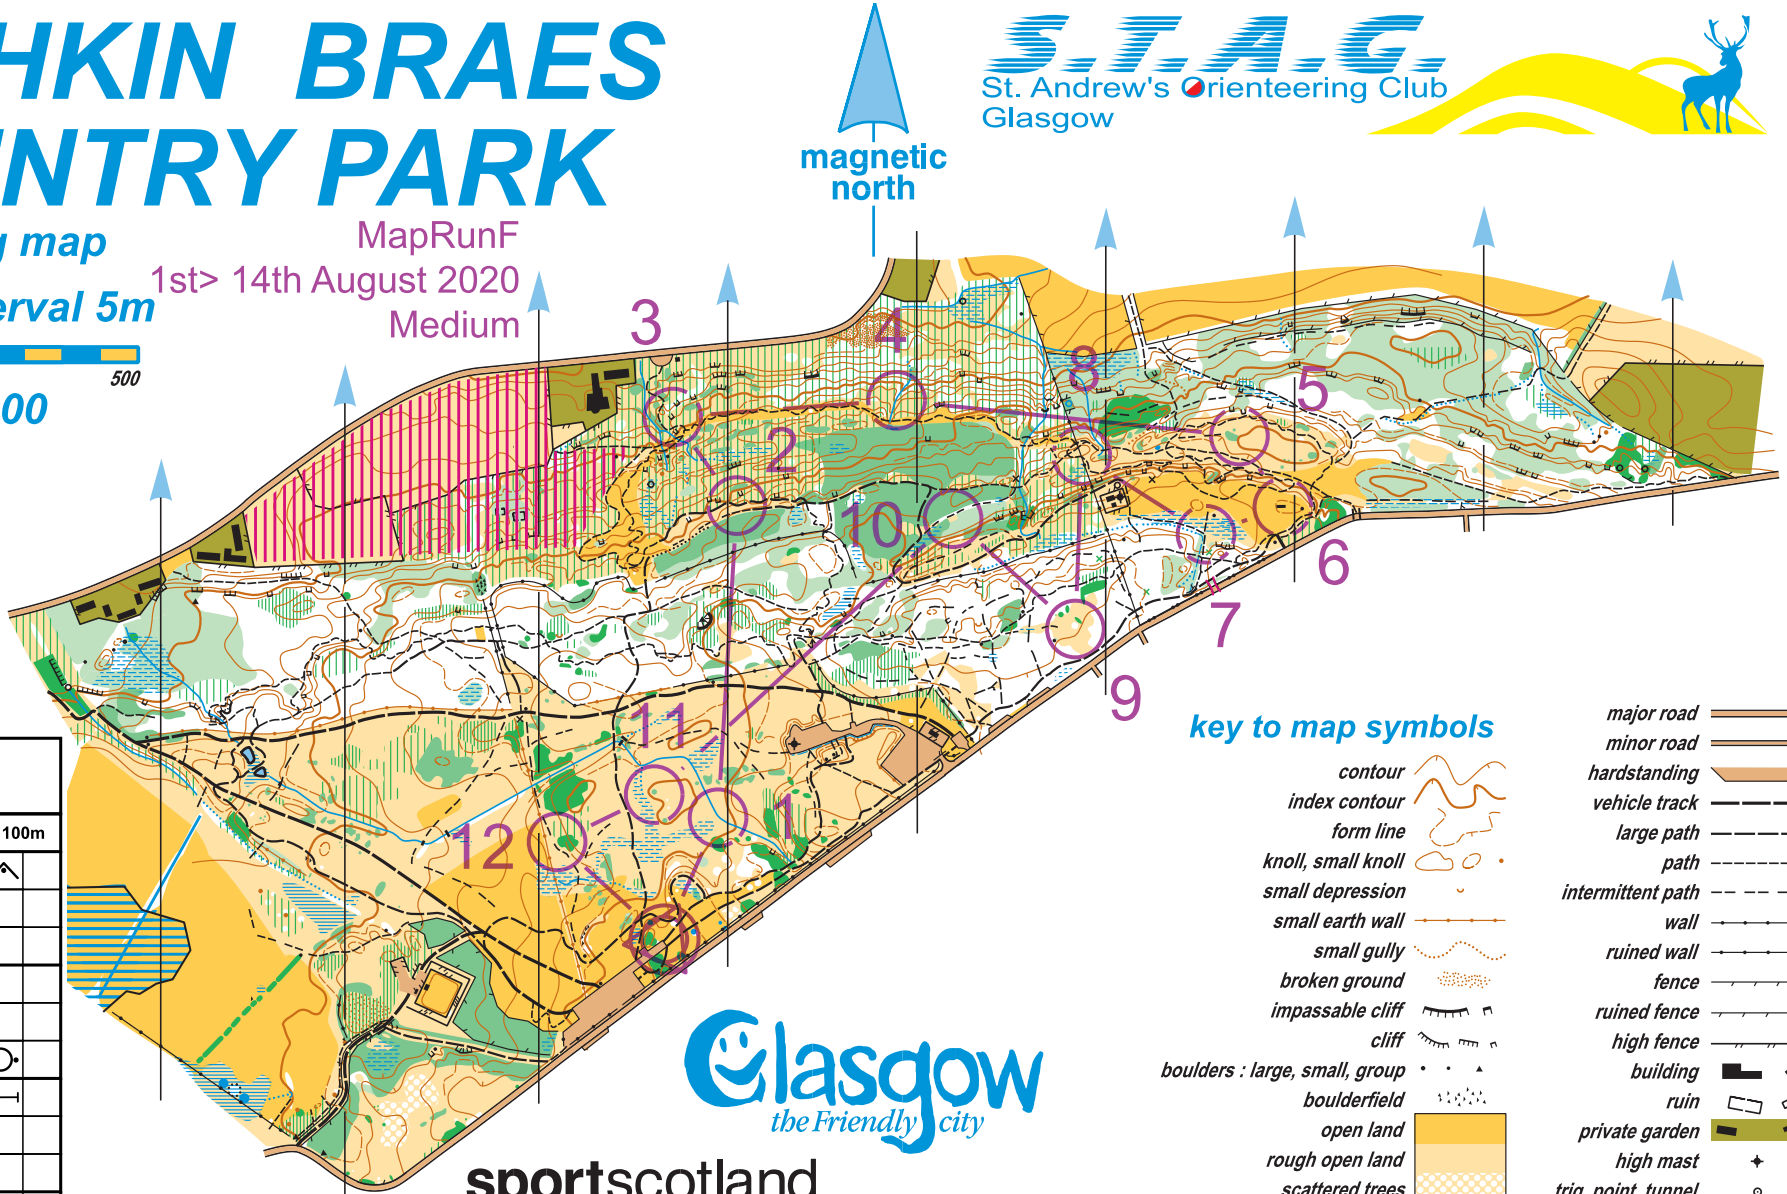 HKIN BRAES
NTRY PARK
g map
erval 5m
500
00
MapRunF
1st> 14th August 2020
Medium
magnetic
north
S.T.A.G.
St. Andrew's Orienteering Club
Glasgow
3
4
8
5
2
10
6
7
9
11
1
12
100m
key to map symbols
contour
index contour
form line
knoll, small knoll
small depression
small earth wall
small gully
broken ground
impassable cliff
cliff
boulders : large, small, group
boulderfield
open land
rough open land
scattered trees
major road
minor road
hardstanding
vehicle track
large path
path
intermittent path
wall
ruined wall
fence
ruined fence
high fence
building
ruin
private garden
high mast
trig. point, tunnel
Glasgow
the Friendly city
sportscotland